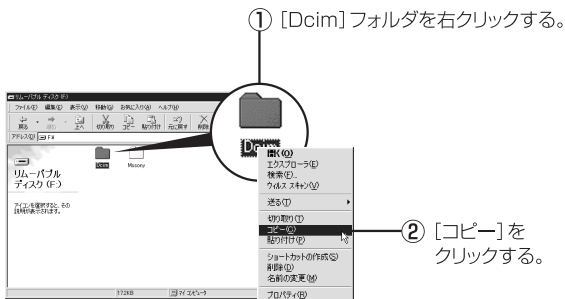 ① [Dcim]フォルダを右クリックする。
リムーバブル ディスク (F:)
ファイル(F) 編集(E) 表示(V) 移動(G) お気に入り(A) ヘルプ(H)
戻る 進む 上へ 切り取り コピー 貼り付け 元に戻す 削除
アドレス(D) F:¥
リムーバブル
ディスク (F:)
アイコンを選択すると、その
説明が表示されます。
Dcim
開く(O)
エクスプローラ(E)
検索(F)...
ウィルス スキャン(V)
送る(T)
切り取り(T)
コピー(C)
貼り付け(P)
ショートカットの作成(S)
削除(D)
名前の変更(M)
プロパティ(R)
② [コピー]を
クリックする。
172KB マイ コンピュータ